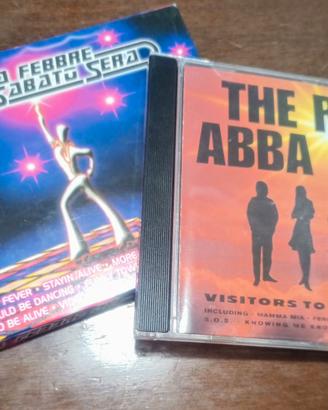 FEBBRE
SABATO SERA
FEVER • STAYIN' ALIVE • MORE
BE DANCING •
BE ALIVE •
THE
ABBA
VISITORS TO
INCLUDING • MAMMA MIA •
S.O.S. • KNOWING ME